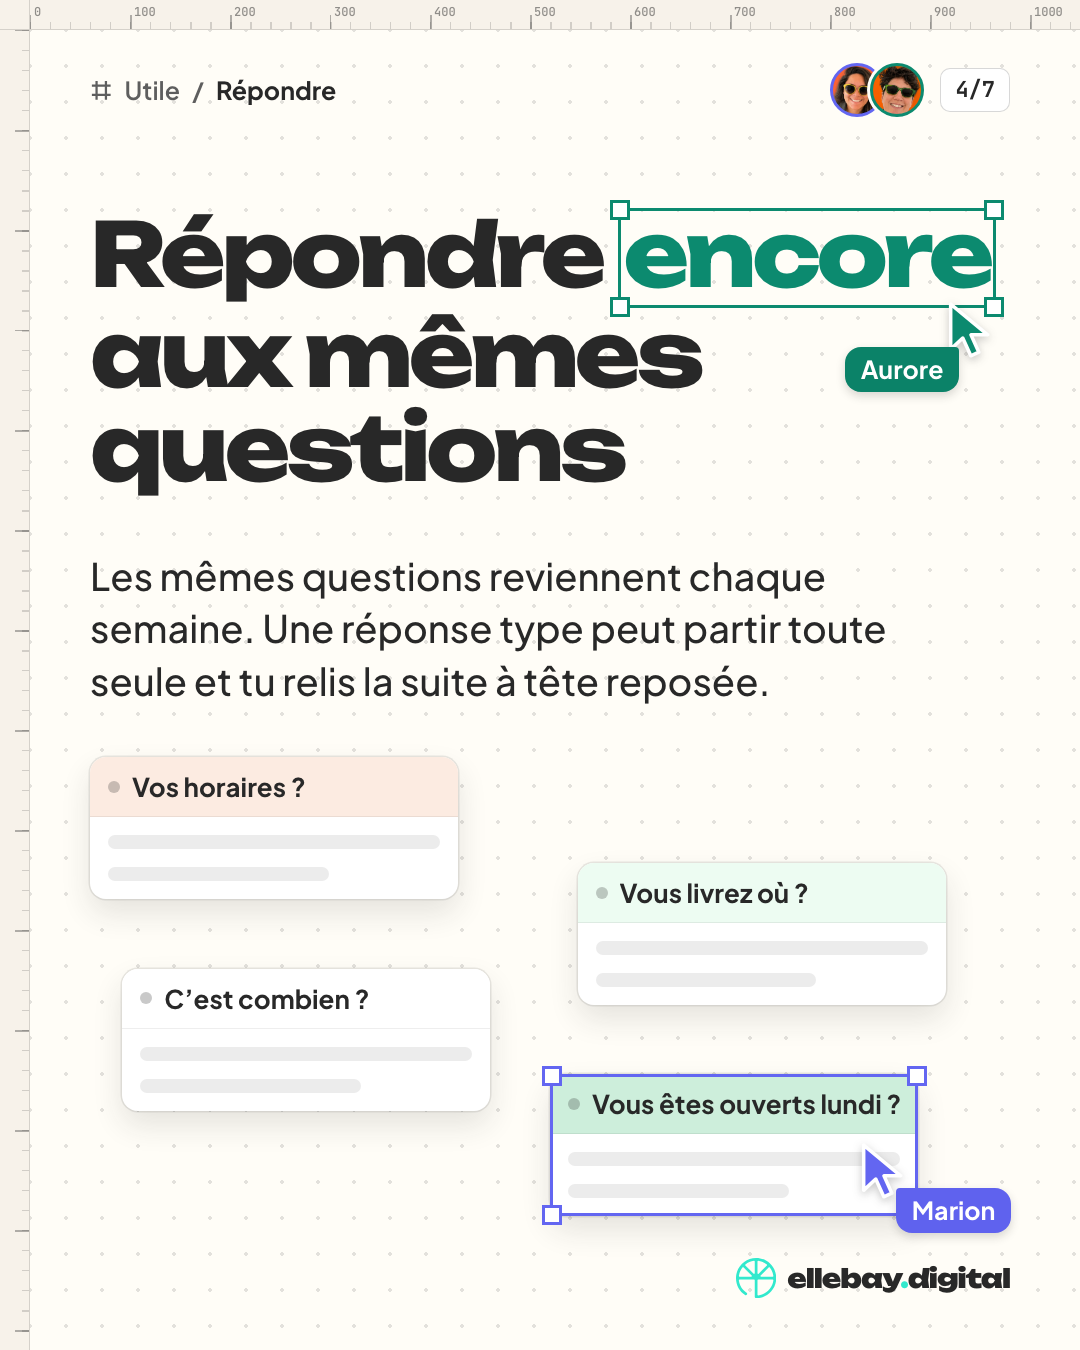 0 100 200 300 400 500 600 700 800 900 1000
Utile / Répondre
4/7
Répondre encore
aux mêmes
questions
Aurore
Les mêmes questions reviennent chaque
semaine. Une réponse type peut partir toute
seule et tu relis la suite à tête reposée.
Vos horaires ?
Vous livrez où ?
C’est combien ?
Vous êtes ouverts lundi ?
Marion
ellebay.digital